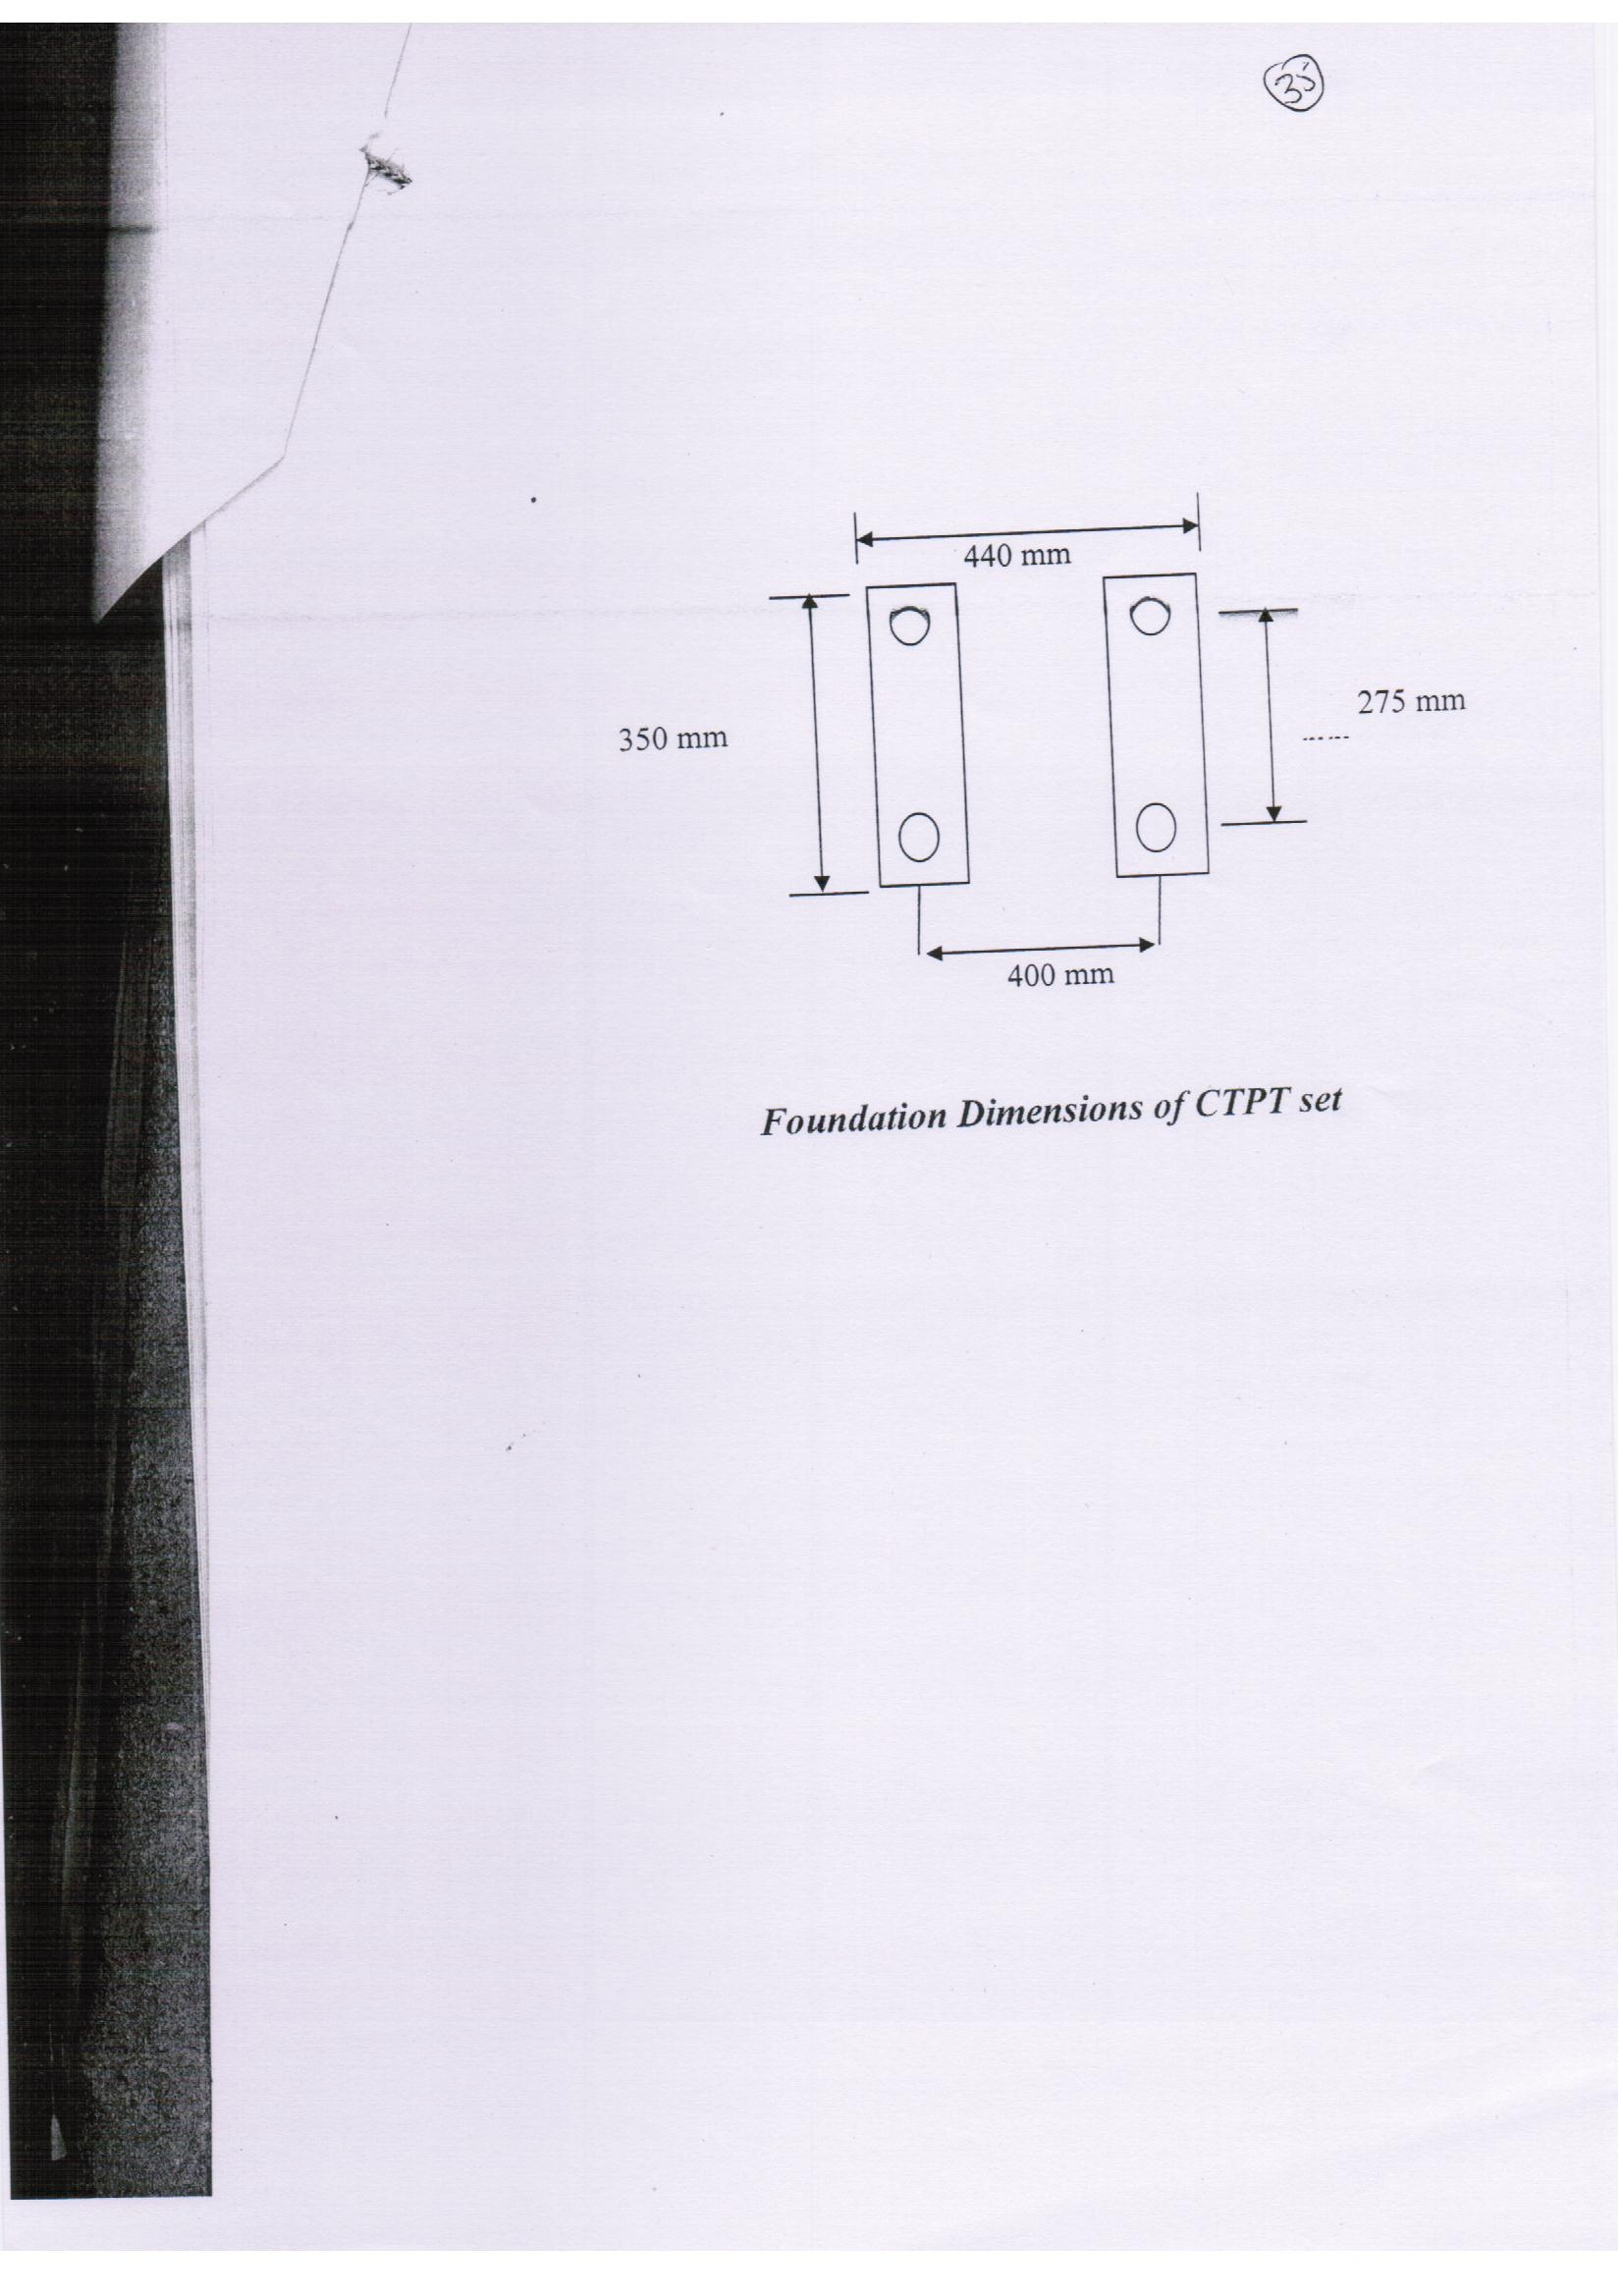 35
440 mm
275 mm
350 mm
400 mm
Foundation Dimensions of CTPT set